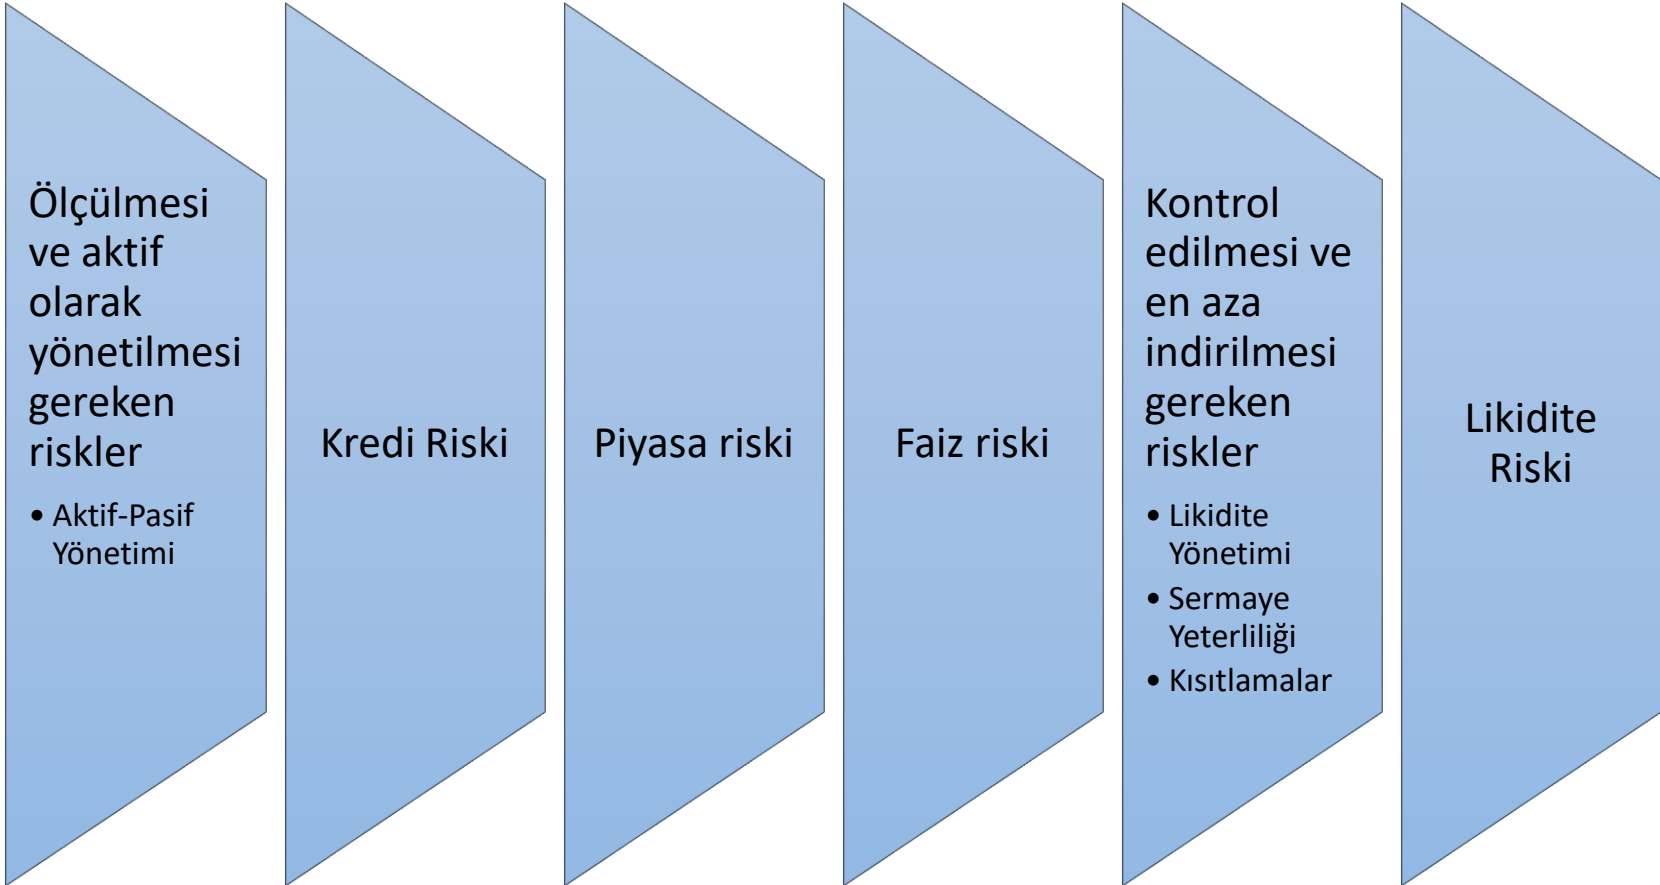 Ölçülmesi
ve aktif
olarak
yönetilmesi
gereken
riskler
• Aktif-Pasif
Yönetimi
Kredi Riski
Piyasa riski
Faiz riski
Kontrol
edilmesi ve
en aza
indirilmesi
gereken
riskler
• Likidite
Yönetimi
• Sermaye
Yeterliliği
• Kısıtlamalar
Likidite
Riski